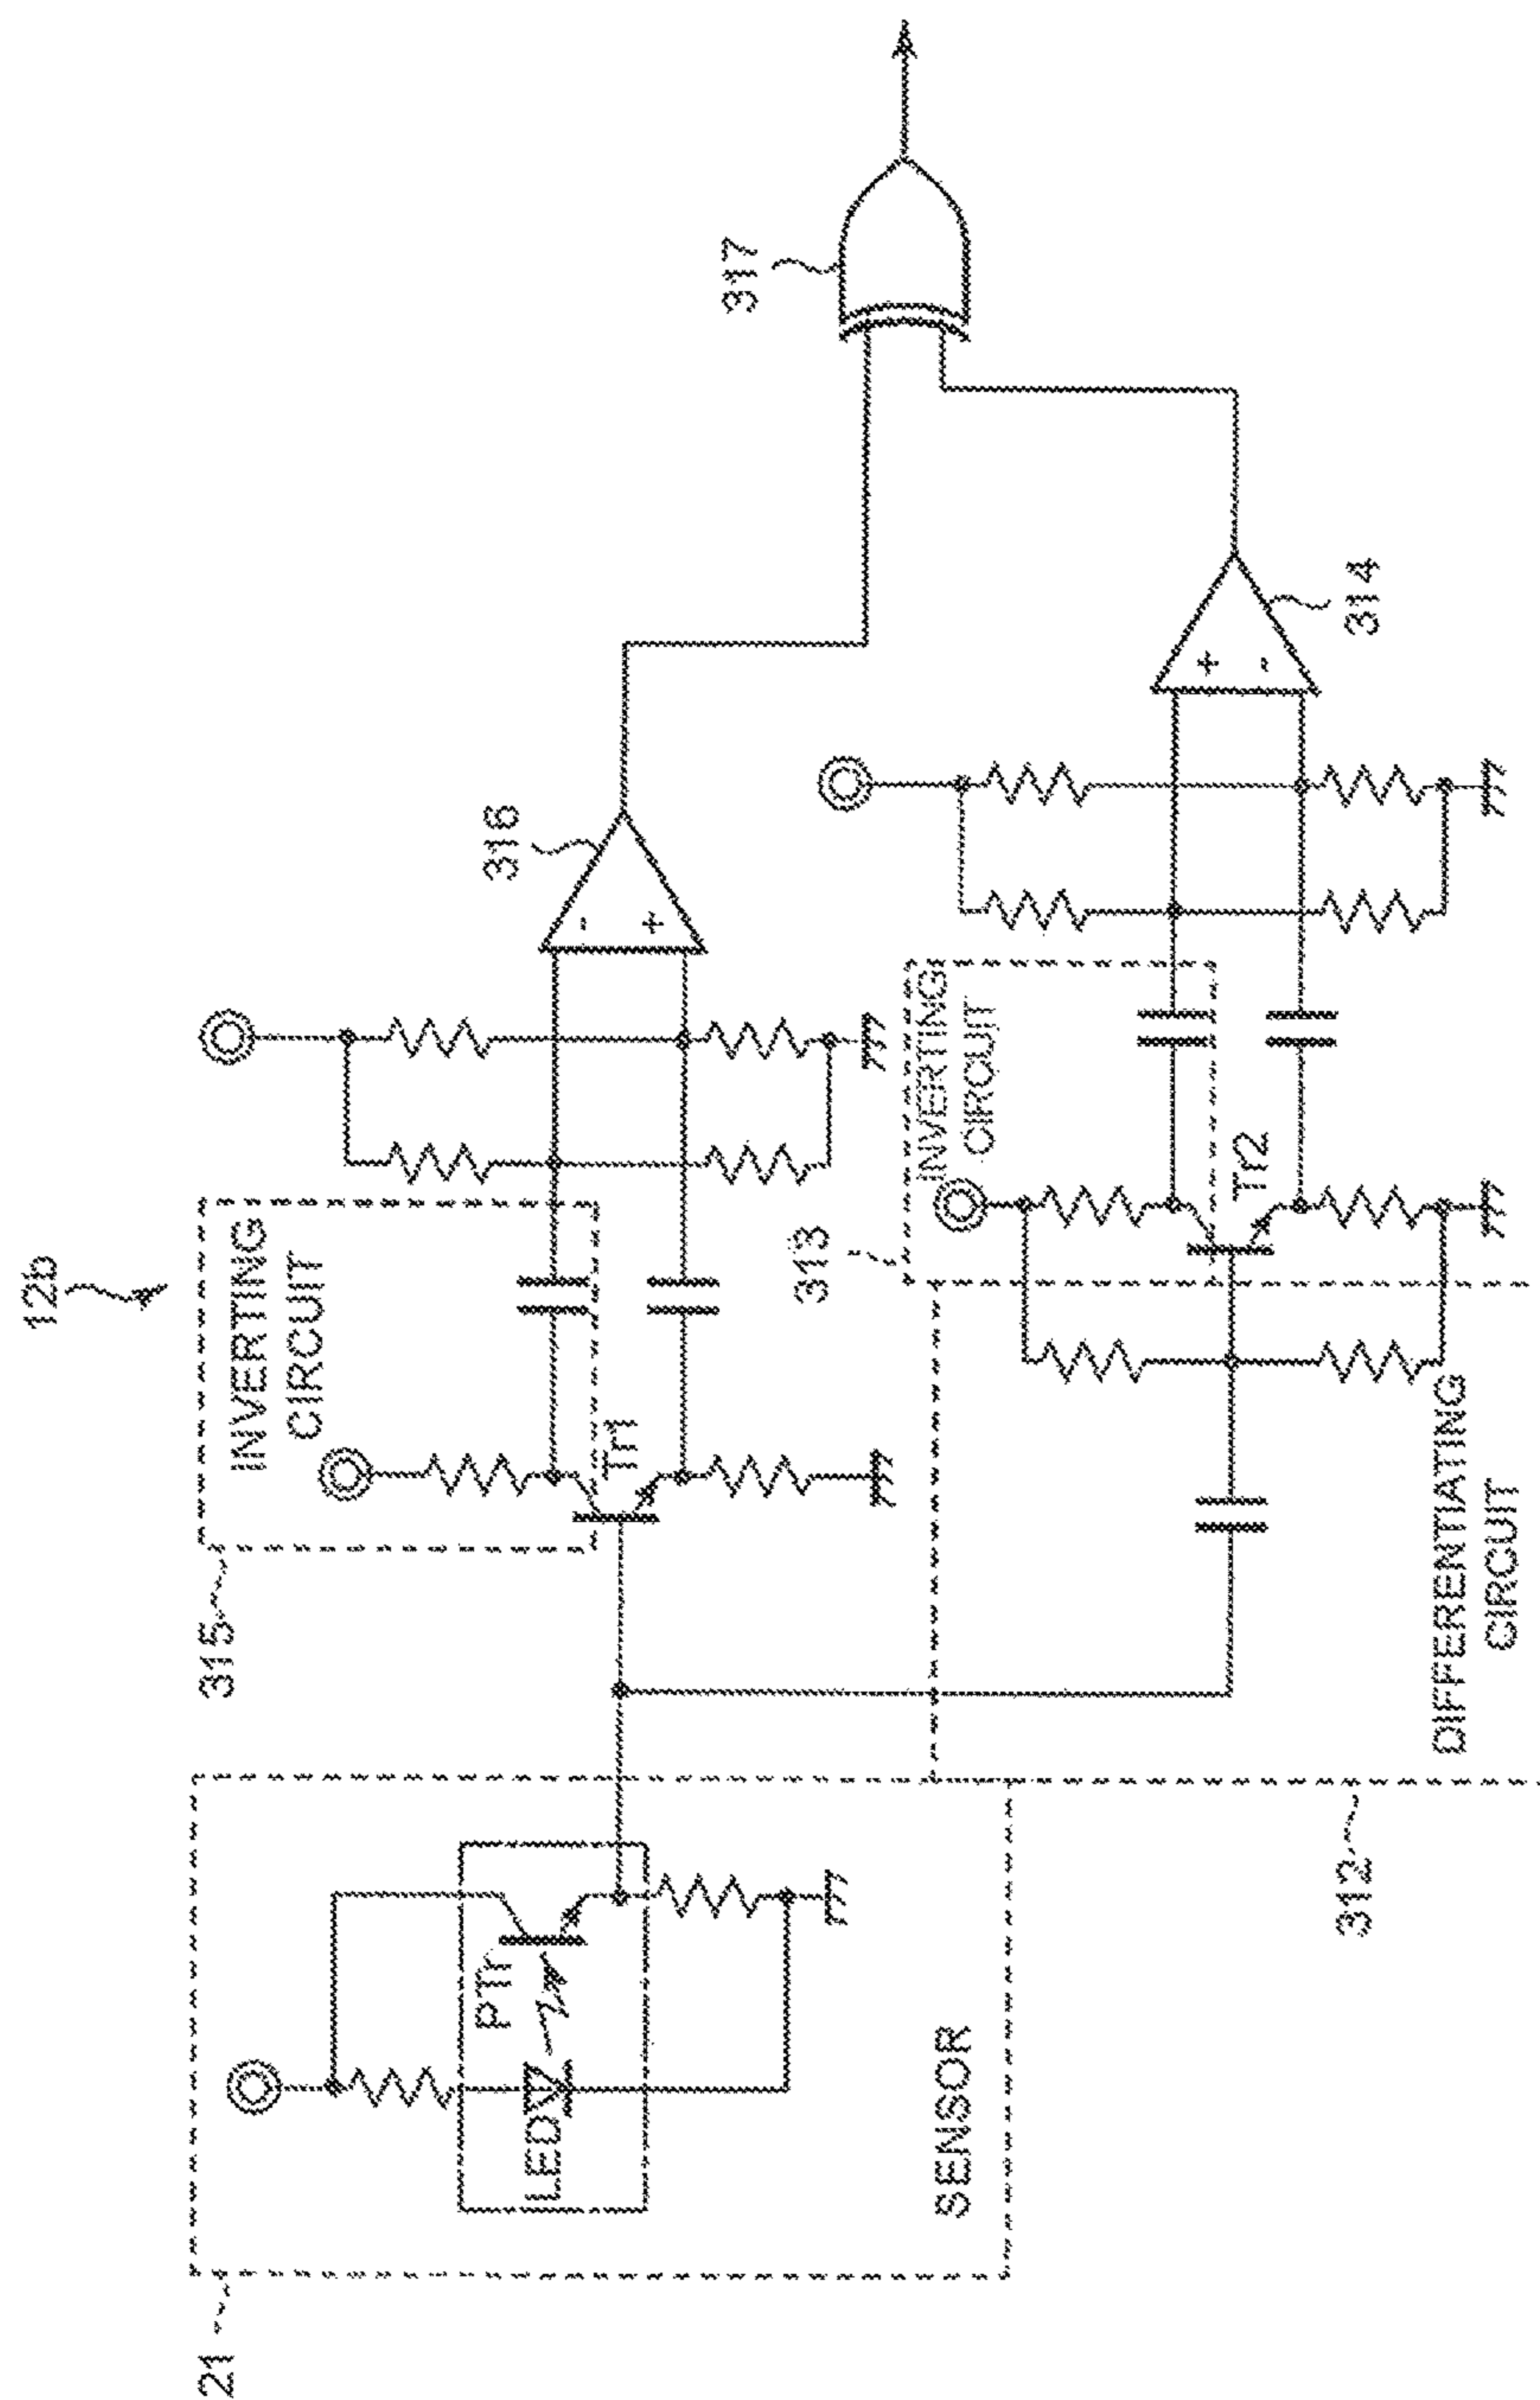 12b
21
SENSOR
LED
PTr
315
INVERTING
CIRCUIT
Tr1
-
+
316
312
DIFFERENTIATING
CIRCUIT
313
INVERTING
CIRCUIT
Tr2
+
-
314
317